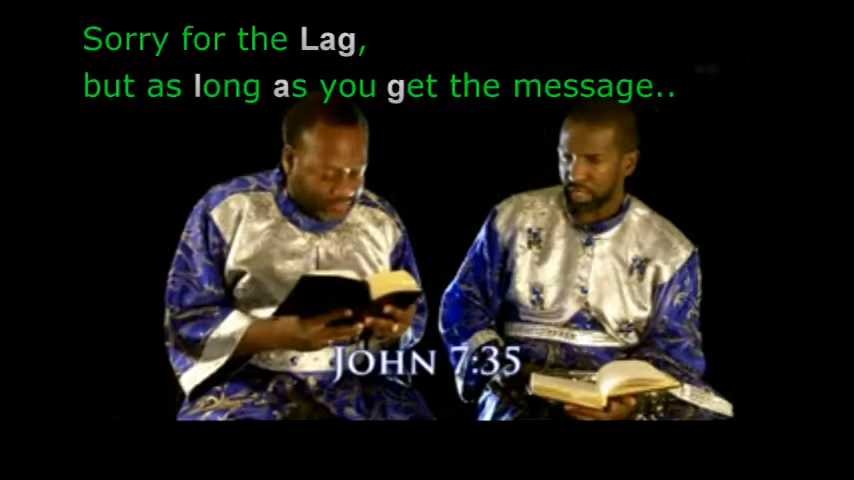 Sorry for the Lag,
but as long as you get the message..
JOHN 7:35